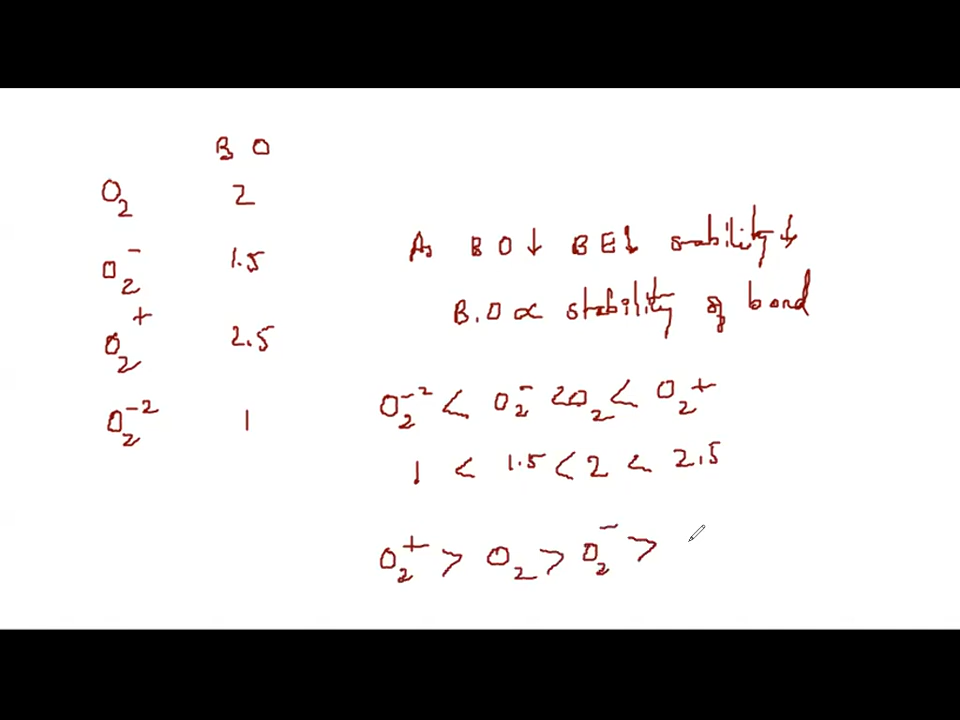 B O
O₂ 2
O₂⁻ 1.5
O₂⁺ 2.5
O₂⁻² 1
As BO↓ BE↓ stability↓
B.O ∝ stability of bond
O₂⁻² < O₂⁻ < O₂ < O₂⁺
1 < 1.5 < 2 < 2.5
O₂⁺ > O₂ > O₂⁻ >